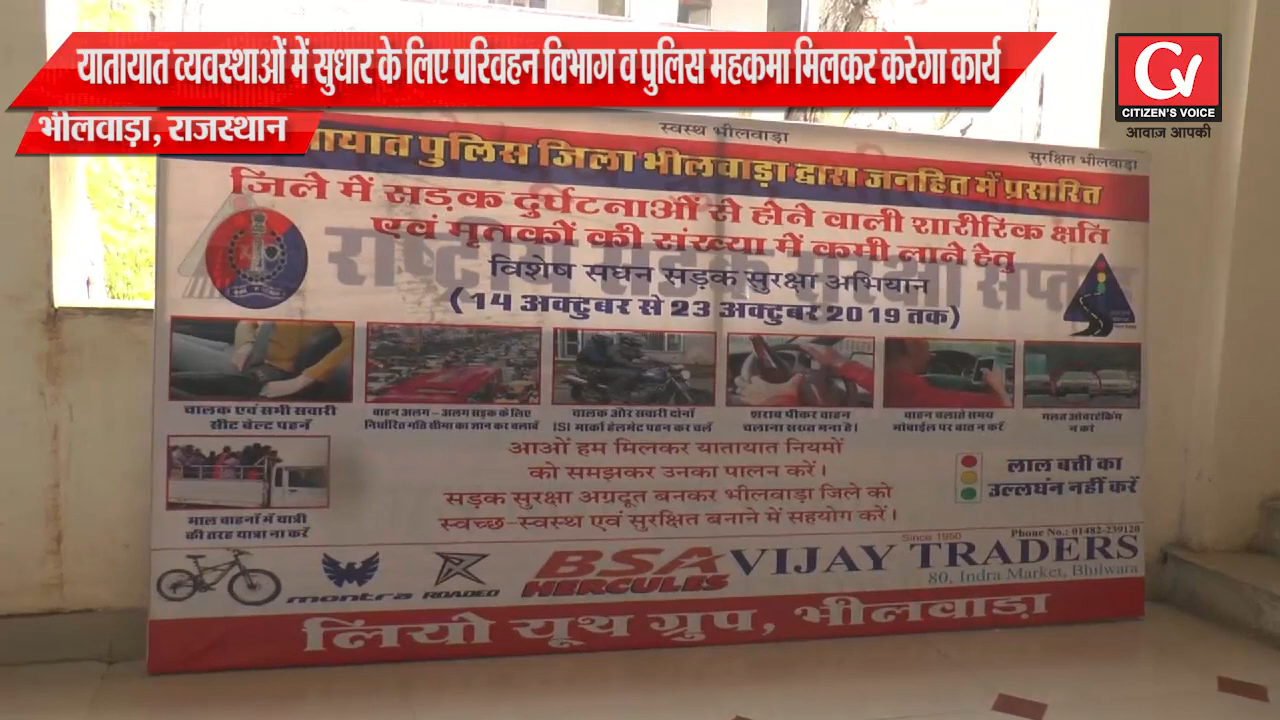 यातायात व्यवस्थाओं में सुधार के लिए परिवहन विभाग व पुलिस महकमा मिलकर करेगा कार्य
भीलवाड़ा, राजस्थान
CITIZEN'S VOICE
आवाज़ आपकी
स्वस्थ भीलवाड़ा
सुरक्षित भीलवाड़ा
पुलिस जिला भीलवाड़ा द्वारा जनहित में प्रसारित
जिले में सड़क दुर्घटनाओं से होने वाली शारीरिक क्षति
एवं मृतकों की संख्या में कमी लाने हेतु
राष्ट्रीय सड़क सुरक्षा सप्ताह
विशेष सघन सड़क सुरक्षा अभियान
(14 अक्टुबर से 23 अक्टुबर 2019 तक)
चालक एवं सभी सवारी
सीट बेल्ट पहनें
वाहन अलग – अलग सड़क के लिए
निर्धारित गति सीमा का ज्ञान कर चलावें
चालक और सवारी दोनों
ISI मार्का हेलमेट पहन कर चलें
शराब पीकर वाहन
चलाना सख्त मना है।
वाहन चलाते समय
मोबाईल पर बात न करें
गलत ओवरटेकिंग
न करे
माल वाहनों में यात्री
की तरह यात्रा ना करें
आओं हम मिलकर यातायात नियमों
को समझकर उनका पालन करें।
सड़क सुरक्षा अग्रदूत बनकर भीलवाड़ा जिले को
स्वच्छ-स्वस्थ एवं सुरक्षित बनाने में सहयोग करें।
लाल बत्ती का
उल्लघंन नहीं करें
montra
ROADEO
BSA
HERCULES
Since 1950
Phone No.: 01482-239120
VIJAY TRADERS
80, Indra Market, Bhilwara
लियो यूथ ग्रुप, भीलवाड़ा